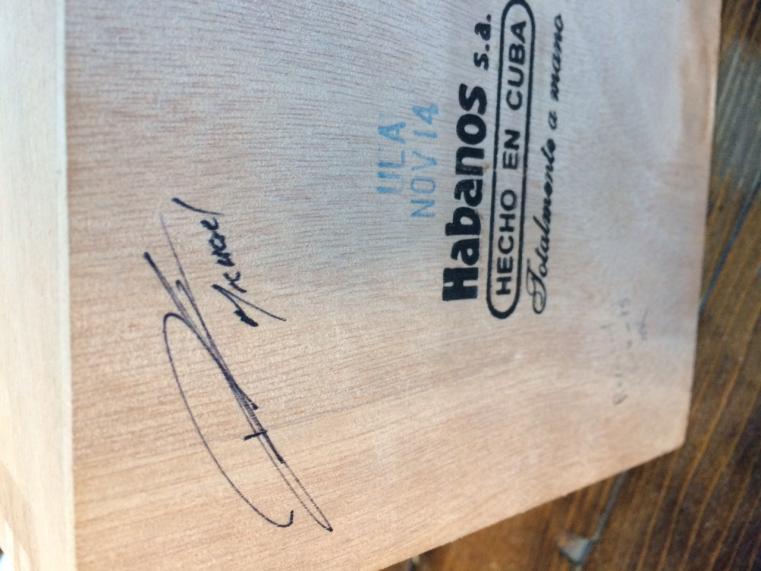 ULA
NOV 14
Habanos s.a.
HECHO EN CUBA
Totalmente a mano